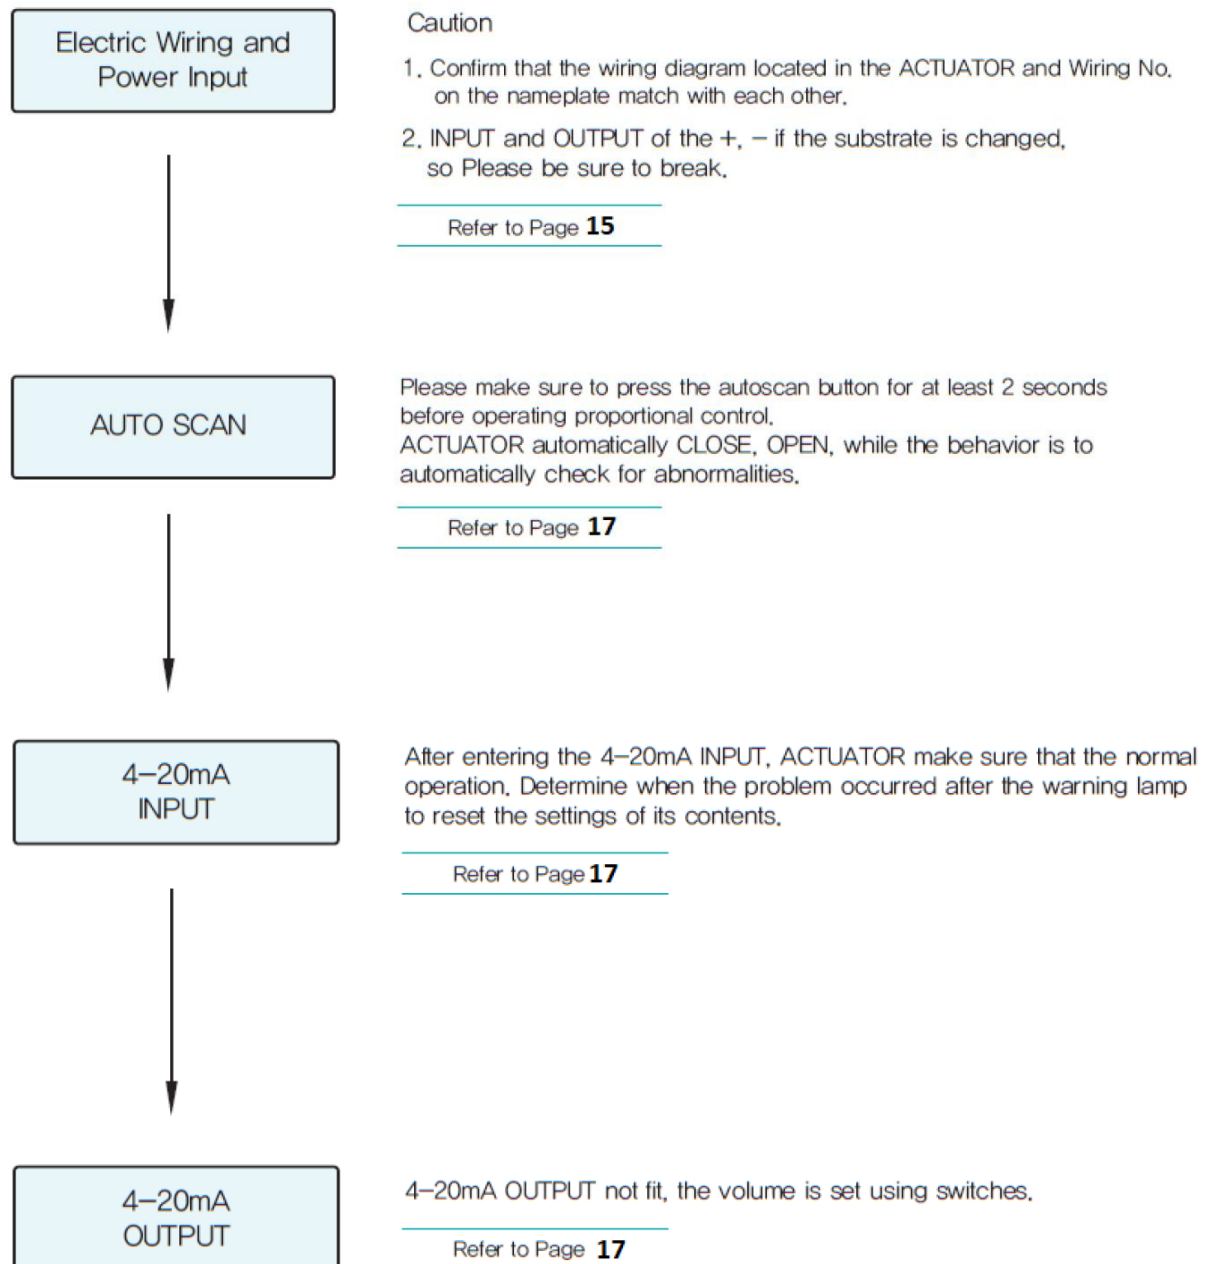 Electric Wiring and
Power Input
Caution
1. Confirm that the wiring diagram located in the ACTUATOR and Wiring No.
on the nameplate match with each other.
2. INPUT and OUTPUT of the +, – if the substrate is changed,
so Please be sure to break.
Refer to Page 15
AUTO SCAN
Please make sure to press the autoscan button for at least 2 seconds
before operating proportional control.
ACTUATOR automatically CLOSE, OPEN, while the behavior is to
automatically check for abnormalities.
Refer to Page 17
4–20mA
INPUT
After entering the 4–20mA INPUT, ACTUATOR make sure that the normal
operation. Determine when the problem occurred after the warning lamp
to reset the settings of its contents.
Refer to Page 17
4–20mA
OUTPUT
4–20mA OUTPUT not fit, the volume is set using switches.
Refer to Page 17